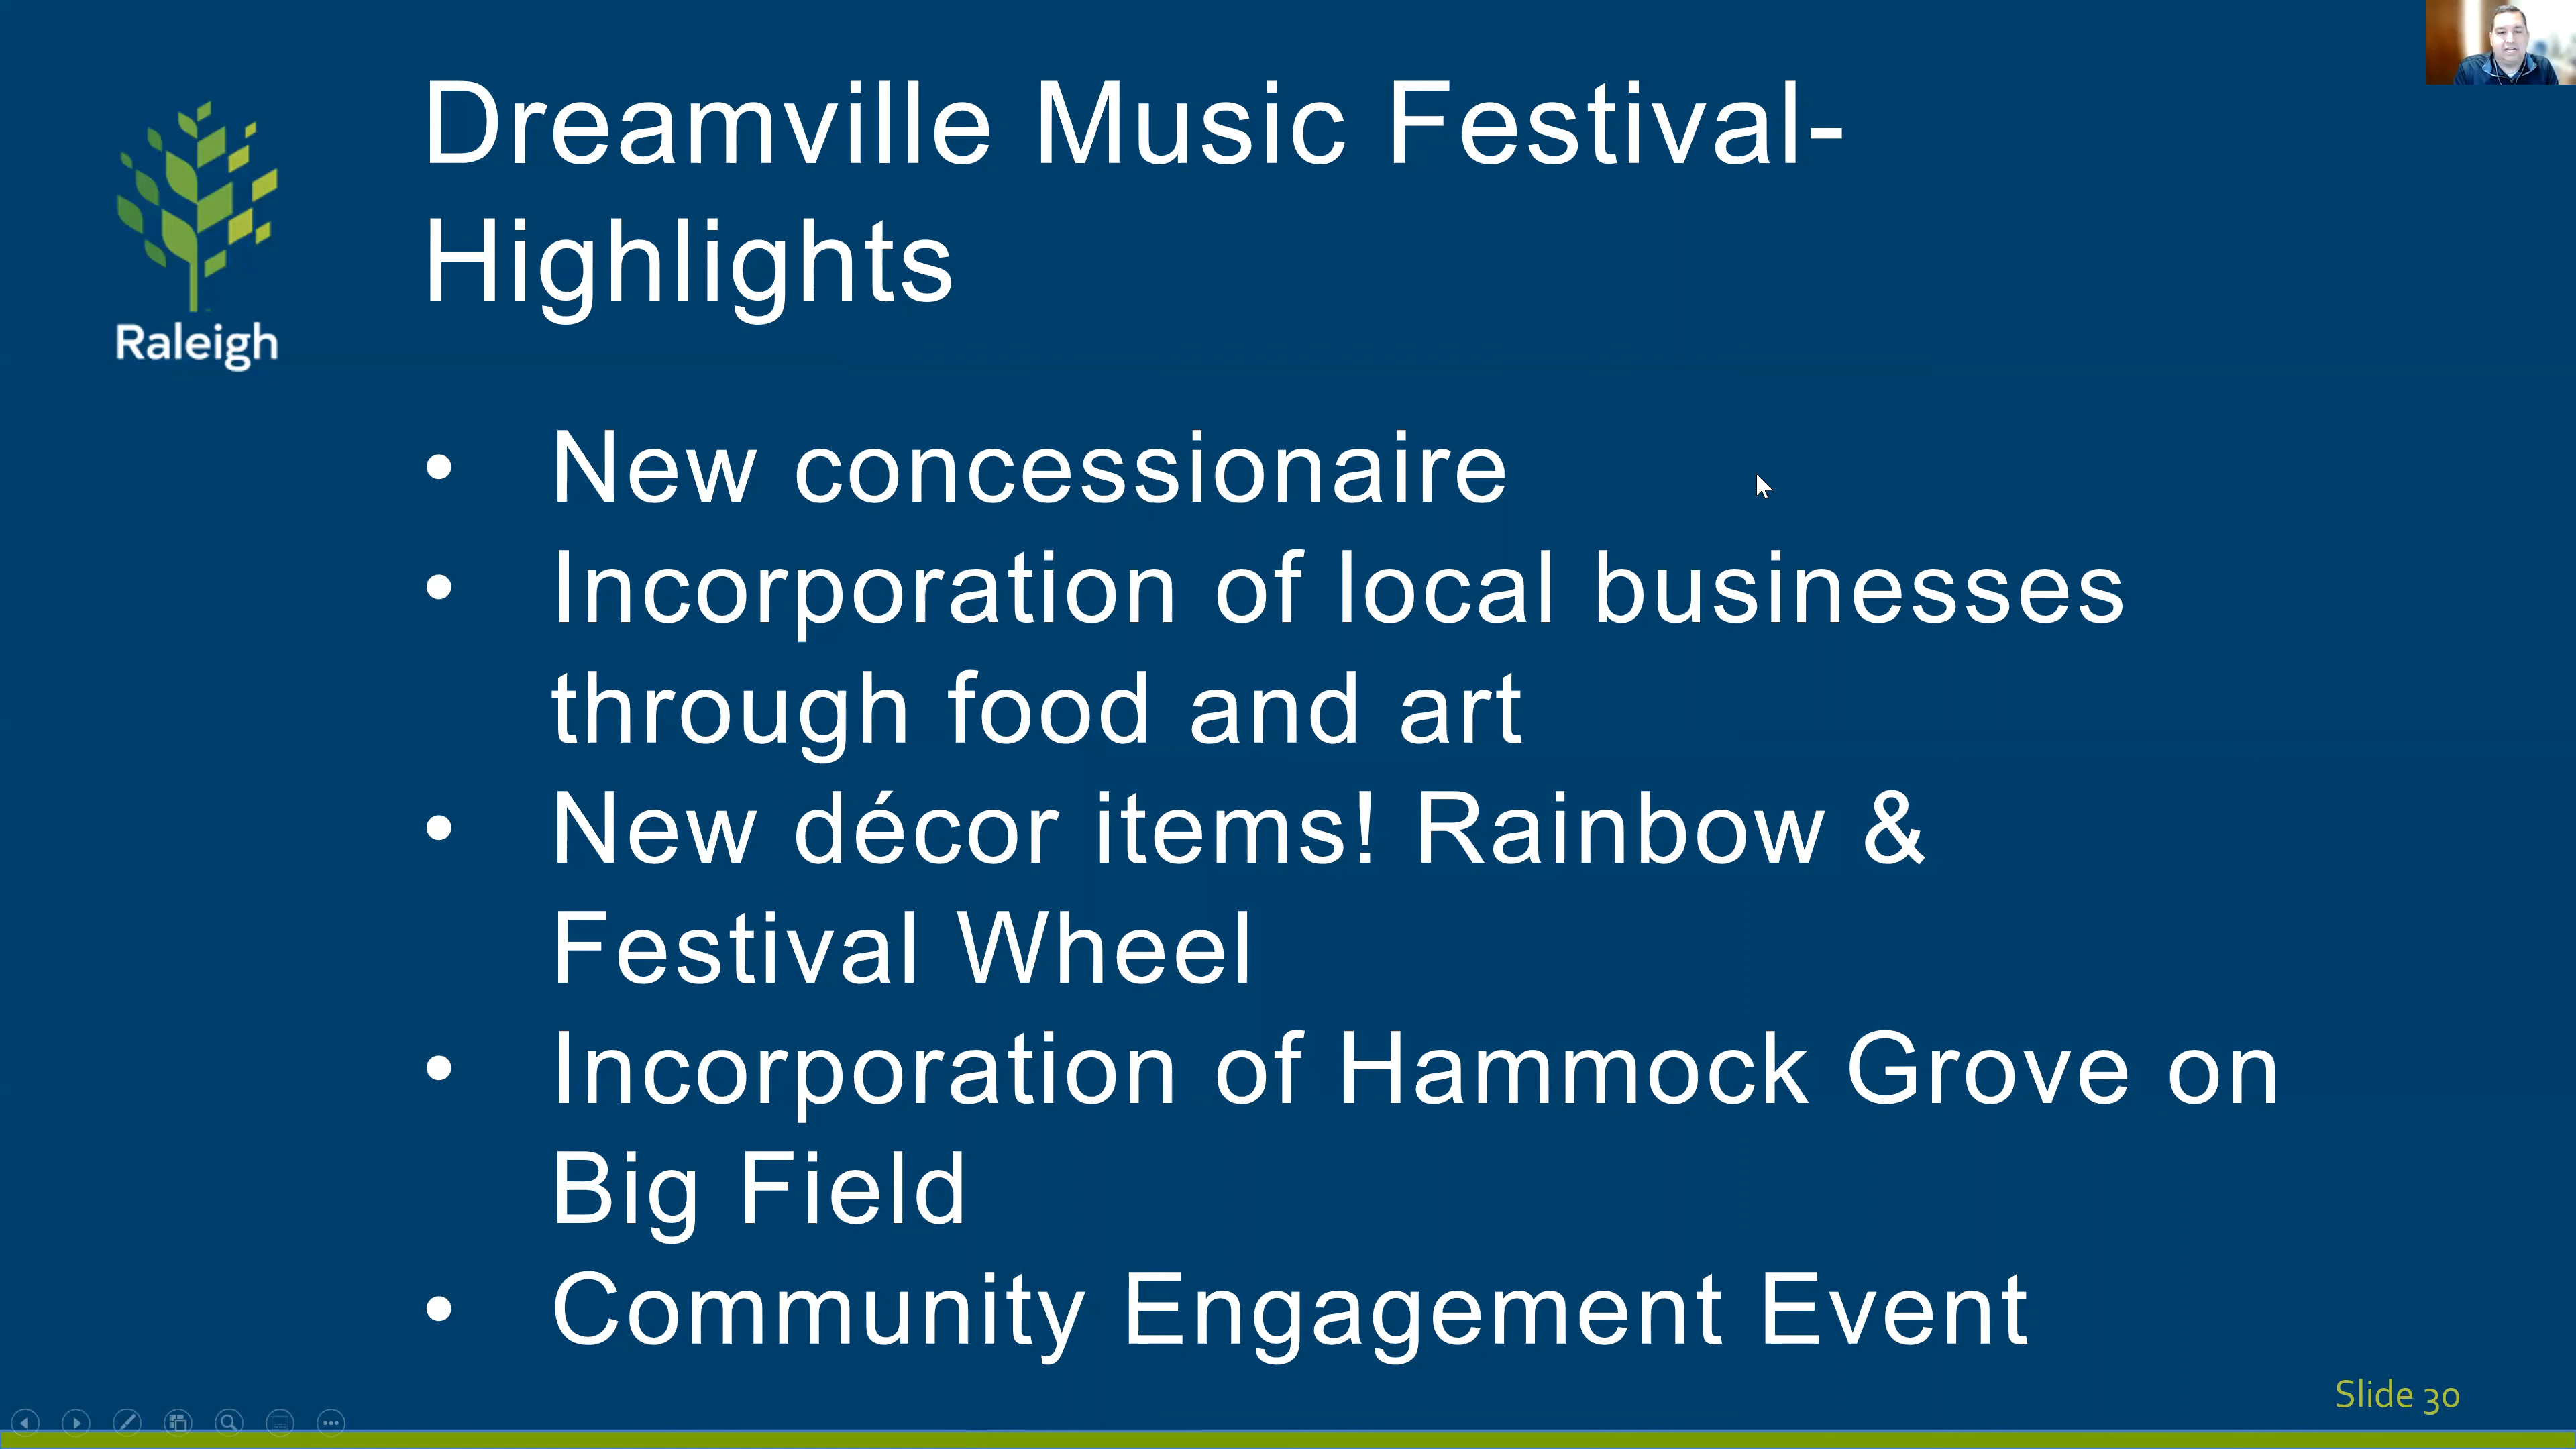 Dreamville Music Festival-
Highlights
Raleigh
• New concessionaire
• Incorporation of local businesses
through food and art
• New décor items! Rainbow &
Festival Wheel
• Incorporation of Hammock Grove on
Big Field
• Community Engagement Event
Slide 30